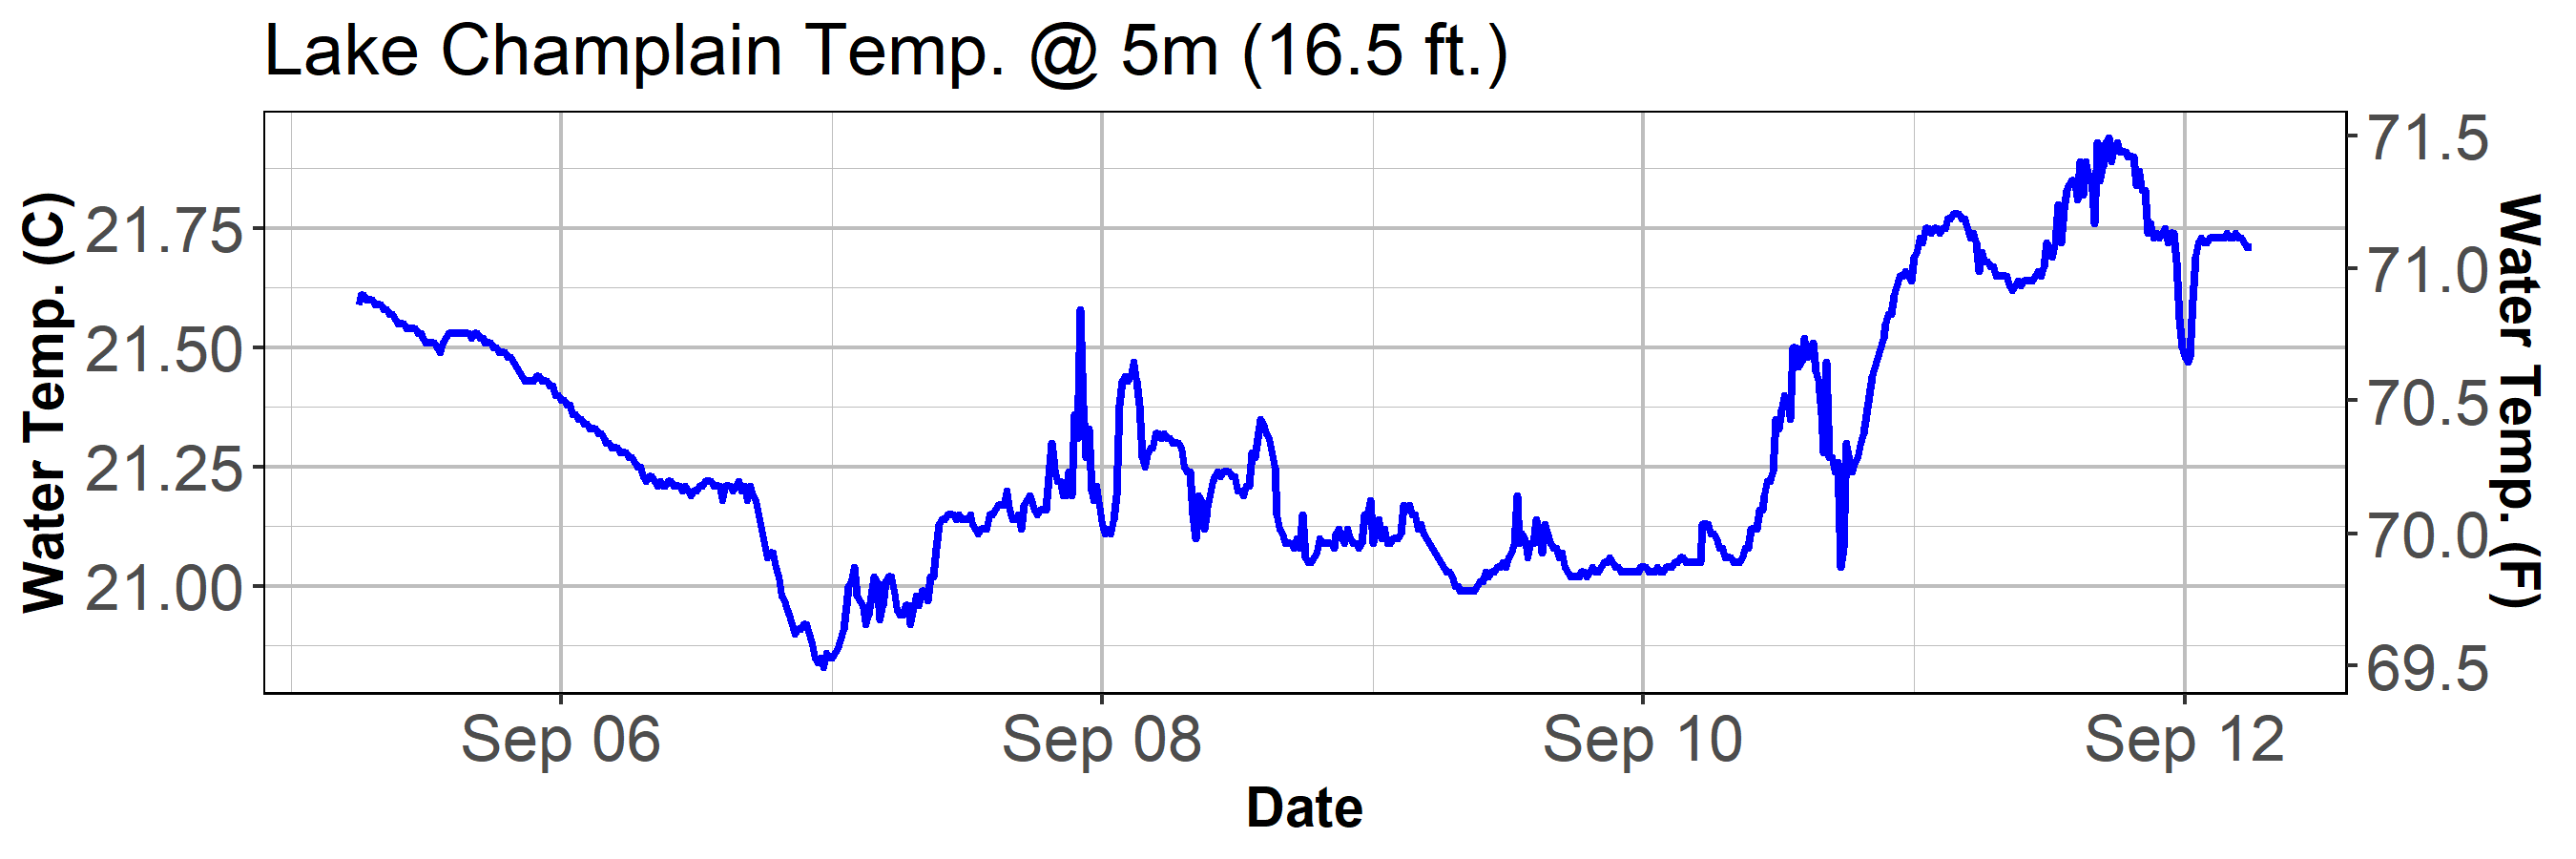 Lake Champlain Temp. @ 5m (16.5 ft.)
Water Temp. (C)
21.75
21.50
21.25
21.00
71.5
71.0
70.5
70.0
69.5
Water Temp. (F)
Sep 06 Sep 08 Sep 10 Sep 12
Date